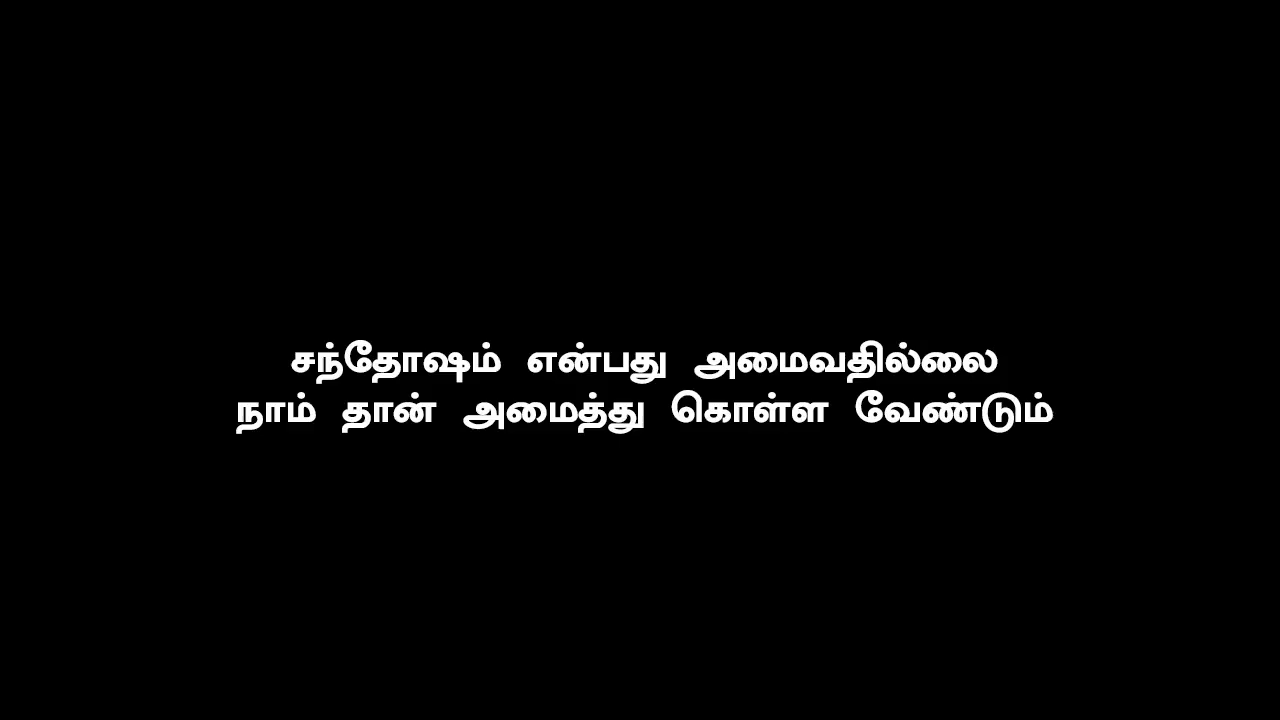 சந்தோஷம் என்பது அமைவதில்லை
நாம் தான் அமைத்து கொள்ள வேண்டும்